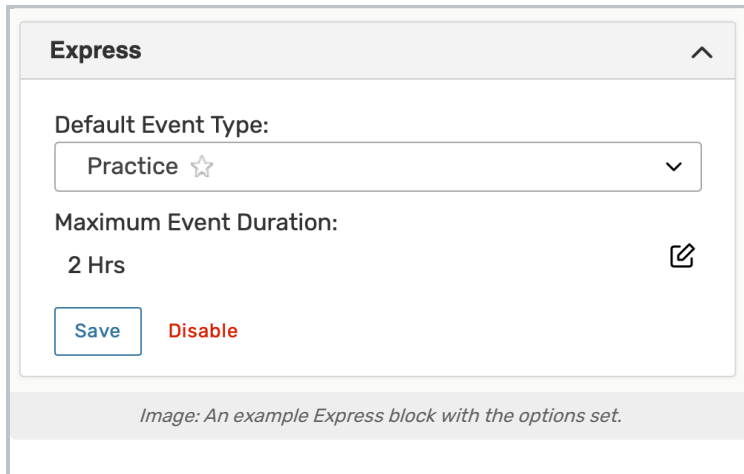 Express
Default Event Type:
Practice
Maximum Event Duration:
2 Hrs
Save Disable
Image: An example Express block with the options set.